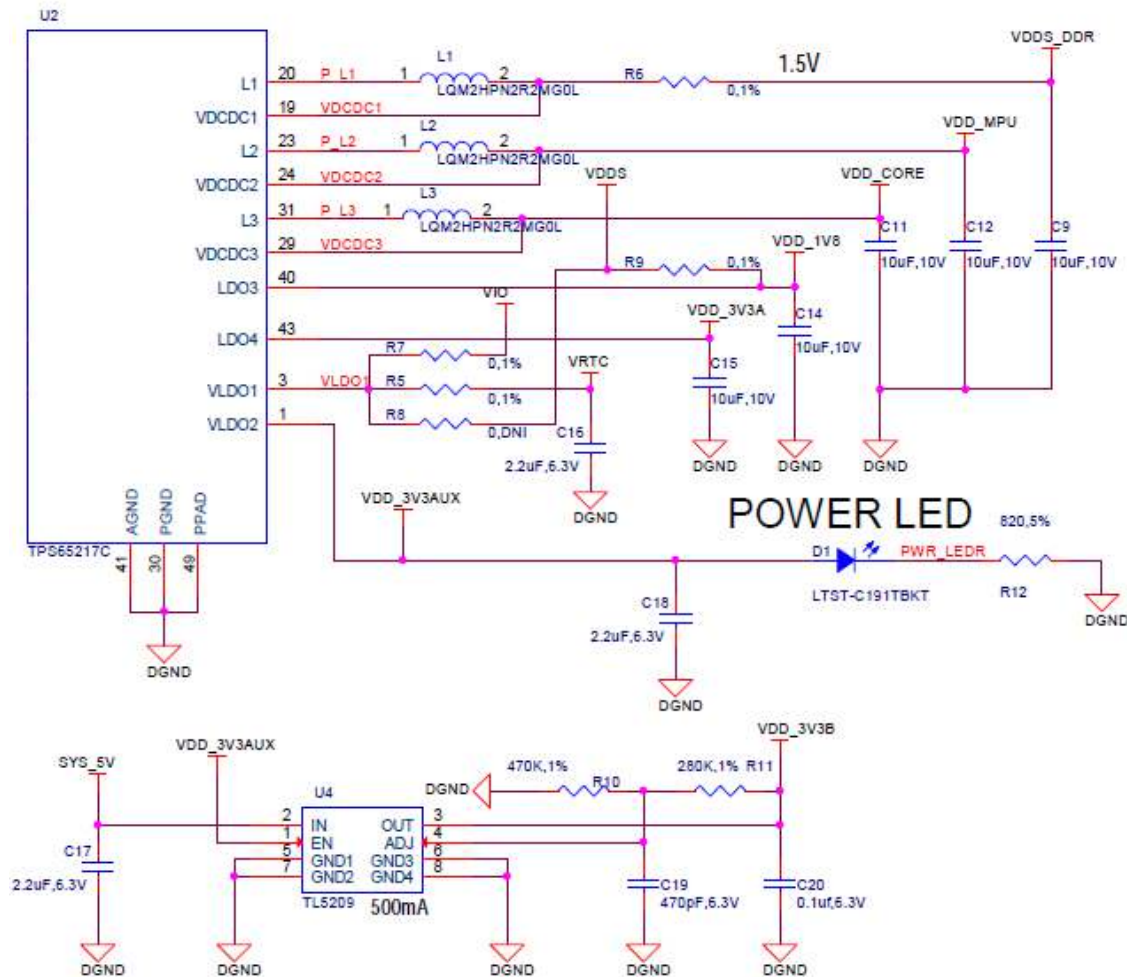 U2
VDDS_DDR
L1
20 P_L1 1 2 R6 1.5V
L1
LQM2HPN2R2MG0L 0,1%
19 VDCDC1
VDCDC1
L2
VDD_MPU
23 P_L2 1 2
L2
LQM2HPN2R2MG0L
24 VDCDC2
VDCDC2
VDDS
VDD_CORE
L3
31 P_L3 1 2
L3
LQM2HPN2R2MG0L
C11 C12 C9
29 VDCDC3
VDCDC3
VDD_1V8
10uF,10V 10uF,10V 10uF,10V
R9 0,1%
40
LDO3
VIO
VDD_3V3A
C14
43
LDO4
10uF,10V
R7
0,1%
VRTC
C15
3 VLDO1
VLDO1
R5
0,1%
10uF,10V
R8
1
VLDO2
0,DNI
C16
2.2uF,6.3V
DGND DGND DGND
AGND PGND PPAD
VDD_3V3AUX
DGND
POWER LED
820,5%
TPS65217C
41 30 49
D1 PWR_LEDR
LTST-C191TBKT
R12
C18
DGND
2.2uF,6.3V
DGND
DGND
VDD_3V3B
VDD_3V3AUX
SYS_5V
470K,1% R10
280K,1% R11
DGND
U4
2 IN OUT 3
1 EN ADJ 4
5 GND1 GND3 6
7 GND2 GND4 8
C17
2.2uF,6.3V
TL5209
500mA
C19
470pF,6.3V
C20
0.1uf,6.3V
DGND DGND DGND DGND DGND